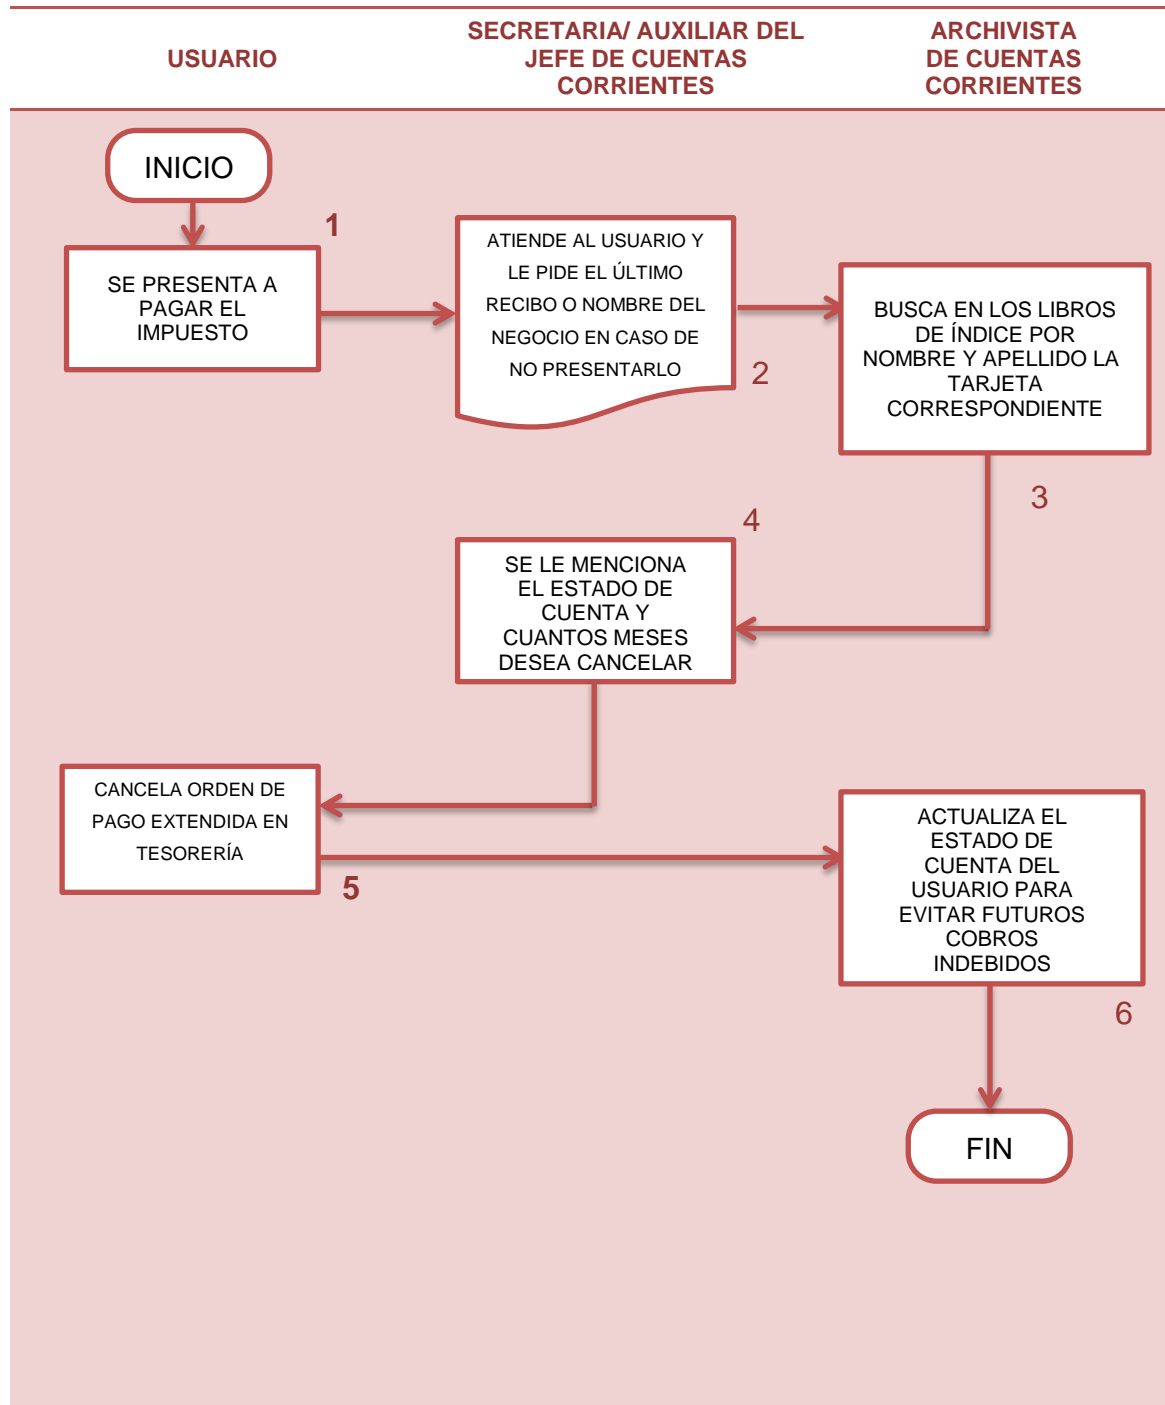 USUARIO
SECRETARIA/ AUXILIAR DEL
JEFE DE CUENTAS
CORRIENTES
ARCHIVISTA
DE CUENTAS
CORRIENTES
INICIO
1
SE PRESENTA A
PAGAR EL
IMPUESTO
ATIENDE AL USUARIO Y
LE PIDE EL ÚLTIMO
RECIBO O NOMBRE DEL
NEGOCIO EN CASO DE
NO PRESENTARLO
2
BUSCA EN LOS LIBROS
DE ÍNDICE POR
NOMBRE Y APELLIDO LA
TARJETA
CORRESPONDIENTE
3
4
SE LE MENCIONA
EL ESTADO DE
CUENTA Y
CUANTOS MESES
DESEA CANCELAR
CANCELA ORDEN DE
PAGO EXTENDIDA EN
TESORERÍA
5
ACTUALIZA EL
ESTADO DE
CUENTA DEL
USUARIO PARA
EVITAR FUTUROS
COBROS
INDEBIDOS
6
FIN